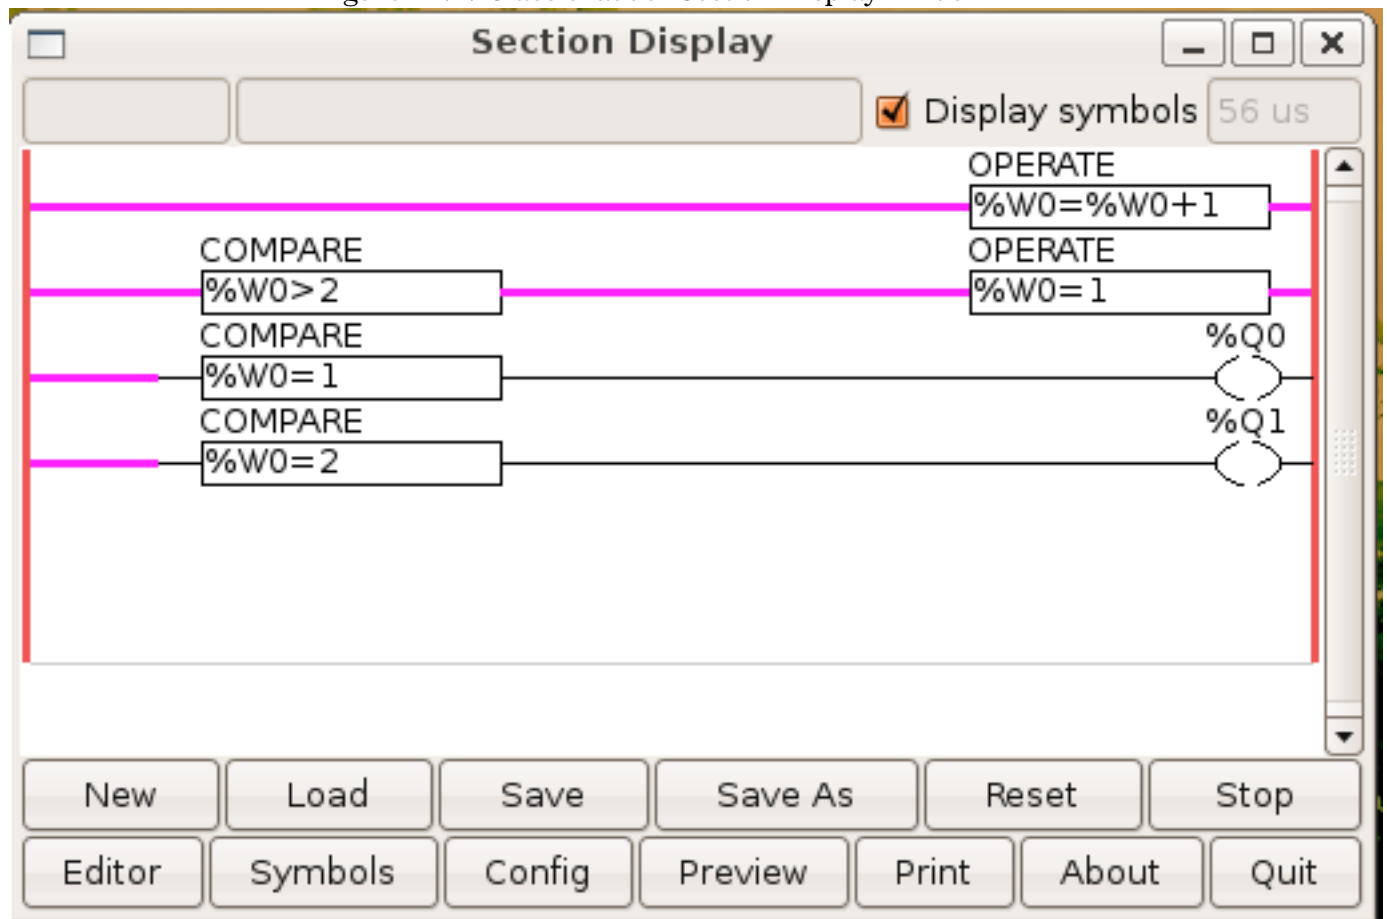 Section Display
Display symbols 56 us
OPERATE
%W0=%W0+1
COMPARE OPERATE
%W0>2 %W0=1
COMPARE %Q0
%W0=1
COMPARE %Q1
%W0=2
New Load Save Save As Reset Stop
Editor Symbols Config Preview Print About Quit